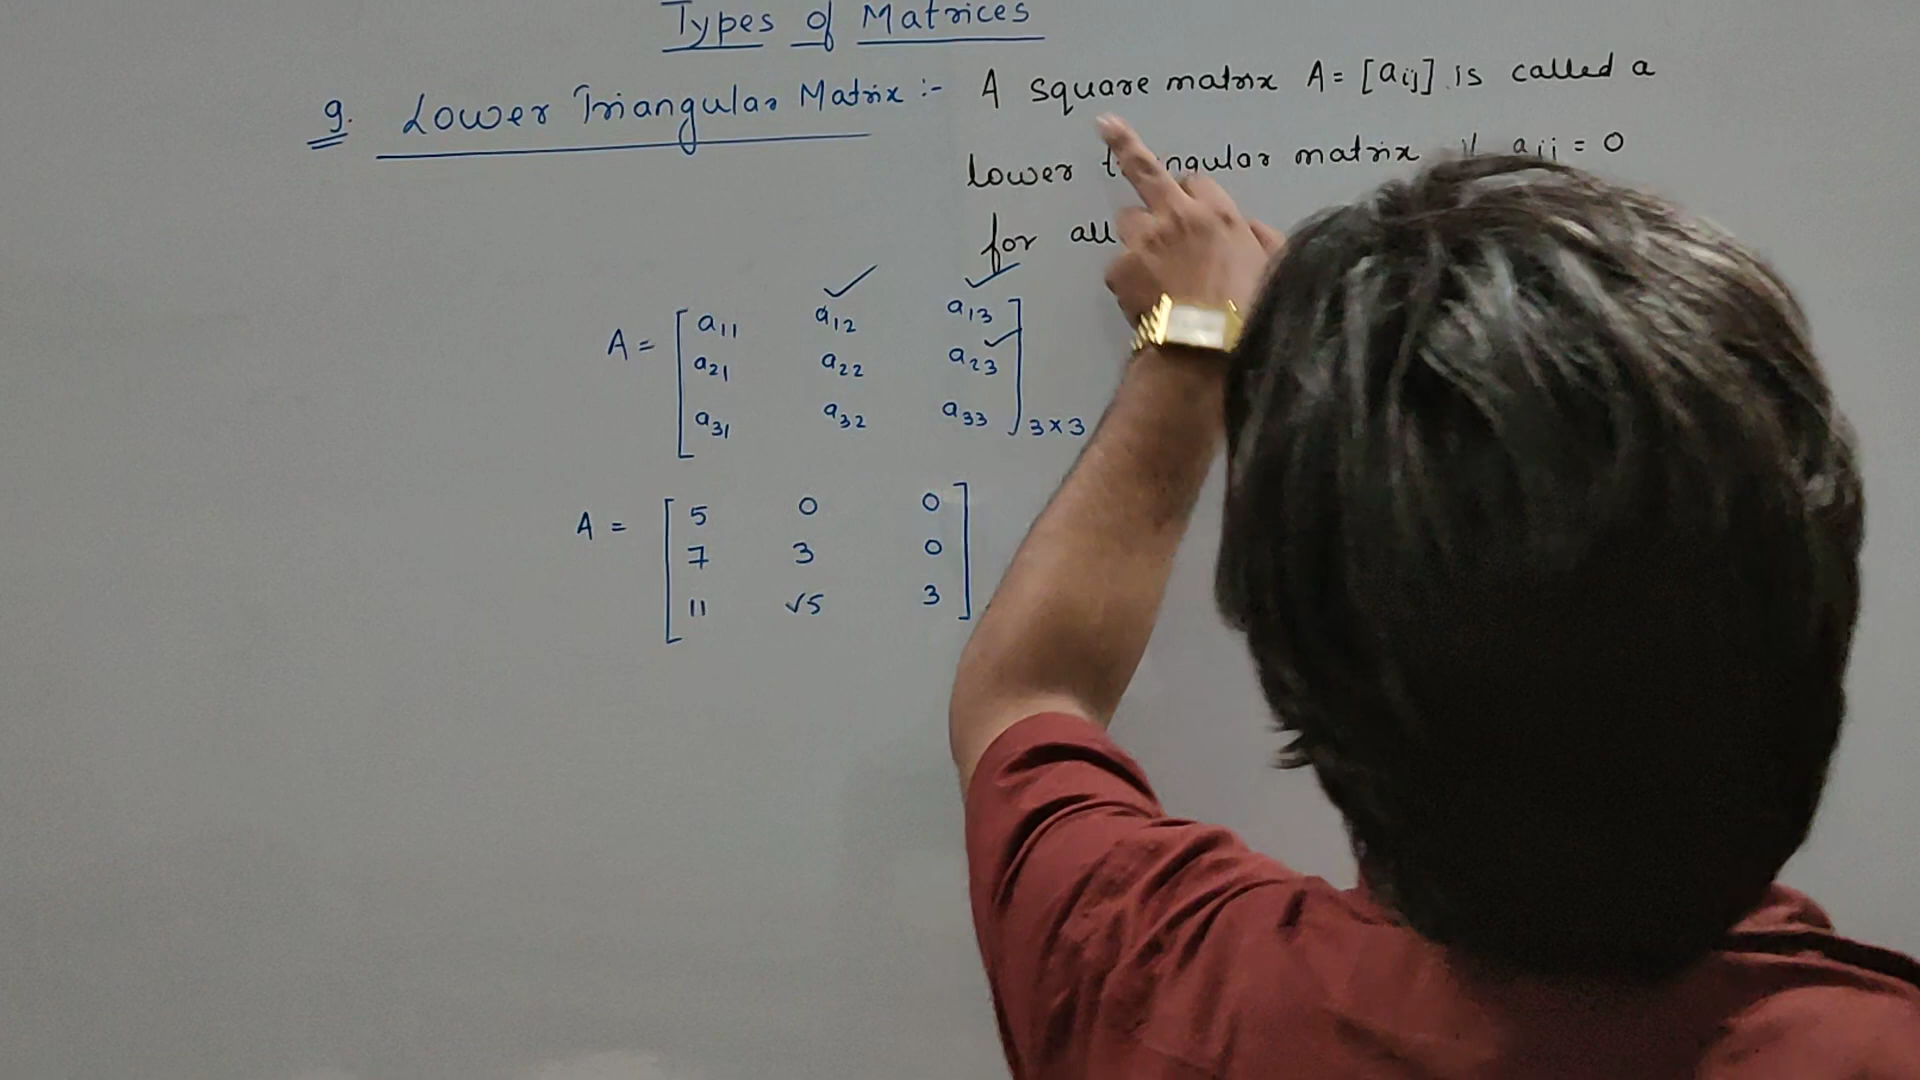 Types of Matrices
9. Lower Triangular Matrix :- A square matrix A = [aij] is called a
lower matrix aij = 0
for all
A = [ a11 a12 a13
a21 a22 a23
a31 a32 a33 ] 3×3
A = [ 5 0 0
7 3 0
11 √5 3 ]